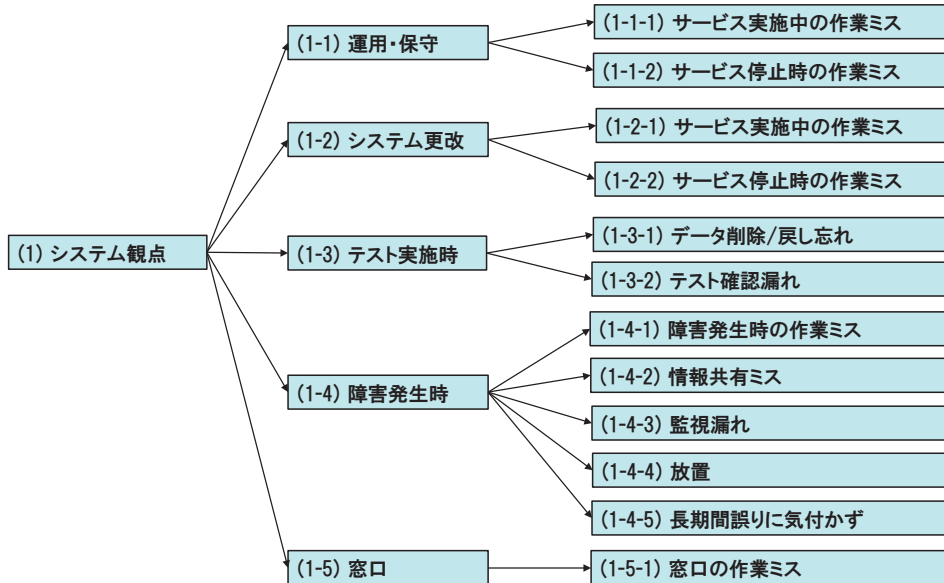 (1) システム観点
(1-1) 運用・保守
(1-1-1) サービス実施中の作業ミス
(1-1-2) サービス停止時の作業ミス
(1-2) システム更改
(1-2-1) サービス実施中の作業ミス
(1-2-2) サービス停止時の作業ミス
(1-3) テスト実施時
(1-3-1) データ削除/戻し忘れ
(1-3-2) テスト確認漏れ
(1-4) 障害発生時
(1-4-1) 障害発生時の作業ミス
(1-4-2) 情報共有ミス
(1-4-3) 監視漏れ
(1-4-4) 放置
(1-4-5) 長期間誤りに気付かず
(1-5) 窓口
(1-5-1) 窓口の作業ミス